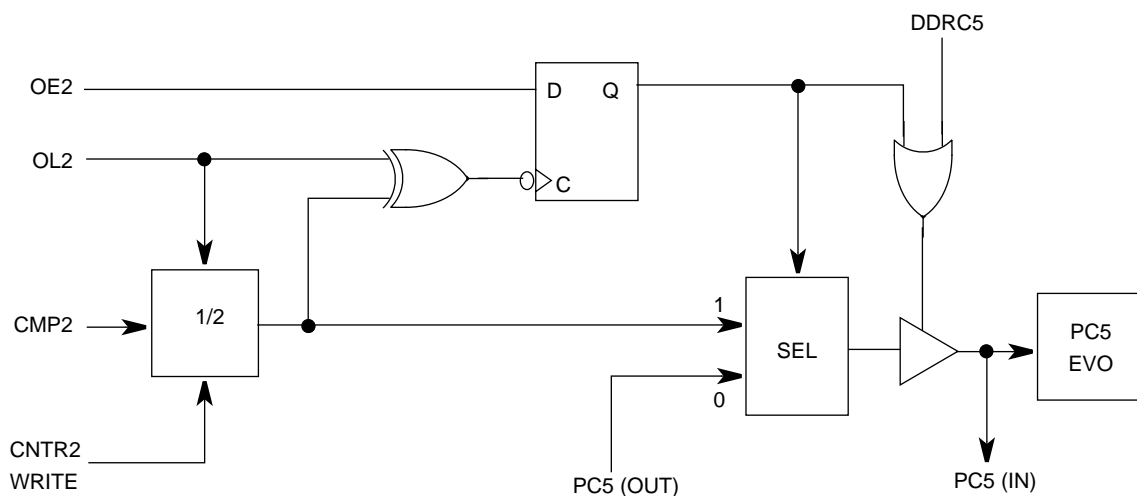 DDRC5
OE2
D
Q
OL2
C
1/2
CMP2
1
SEL
0
PC5
EVO
CNTR2
WRITE
PC5 (OUT)
PC5 (IN)